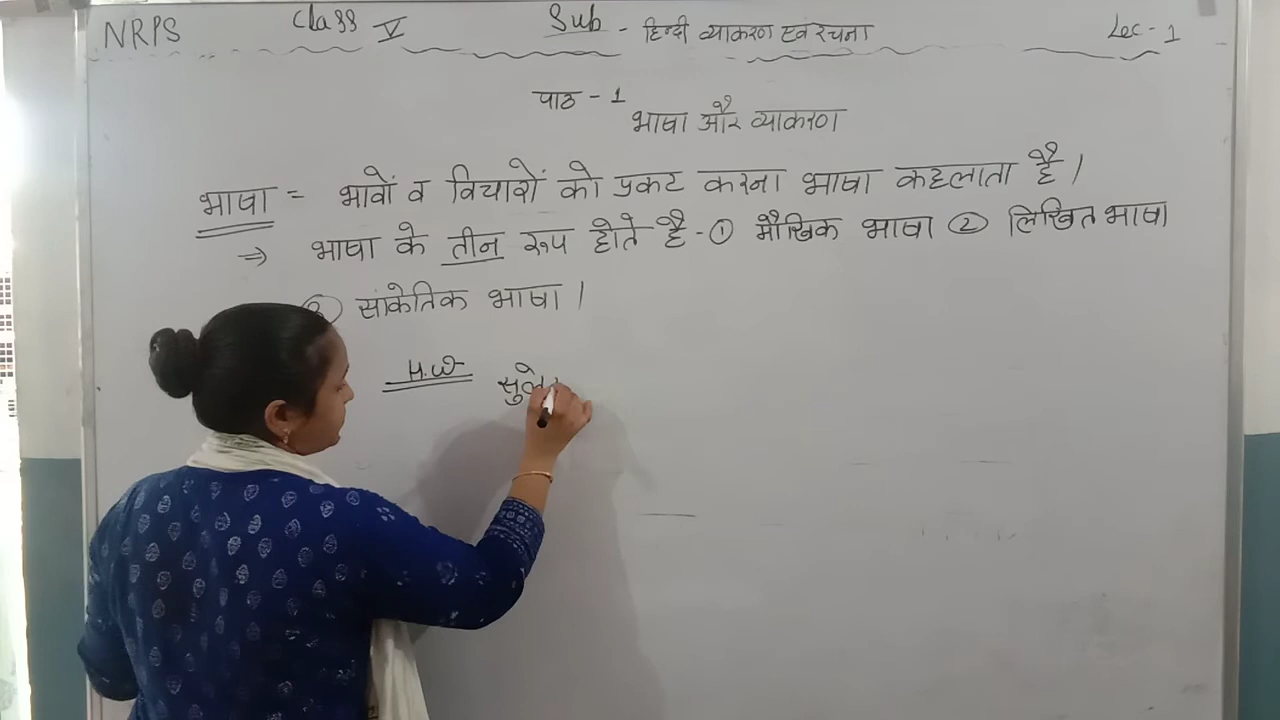 NRPS Class V Sub - हिन्दी व्याकरण एवं रचना Lec - 1
पाठ - 1
भाषा और व्याकरण
भाषा = भावों व विचारों को प्रकट करना भाषा कहलाता है।
⇒ भाषा के तीन रूप होते है - ① मौखिक भाषा ② लिखित भाषा
③ सांकेतिक भाषा।
H.W